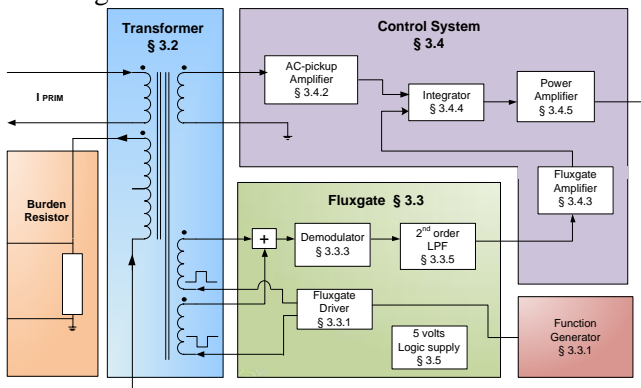 Transformer
§ 3.2
Control System
§ 3.4
AC-pickup
Amplifier
§ 3.4.2
Integrator
§ 3.4.4
Power
Amplifier
§ 3.4.5
I PRIM
Fluxgate
Amplifier
§ 3.4.3
Burden
Resistor
Fluxgate § 3.3
+
Demodulator
§ 3.3.3
2nd order
LPF
§ 3.3.5
Fluxgate
Driver
§ 3.3.1
5 volts
Logic supply
§ 3.5
Function
Generator
§ 3.3.1